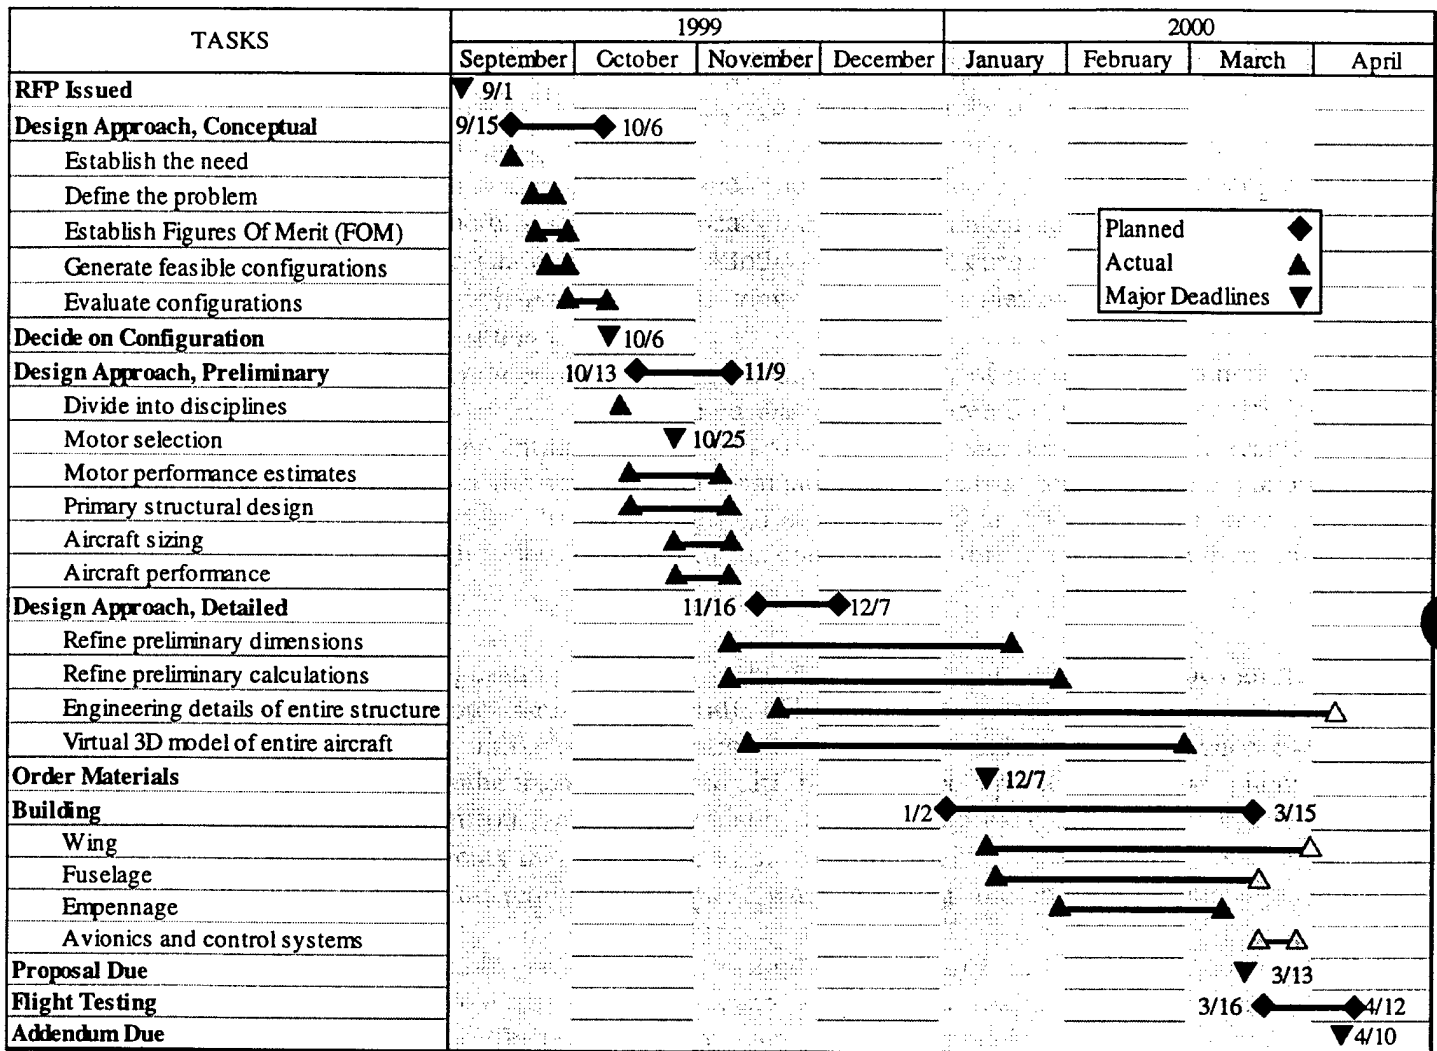 TASKS
1999
2000
September October November December January February March April
RFP Issued 9/1
Design Approach, Conceptual 9/15 10/6
Establish the need
Define the problem
Establish Figures Of Merit (FOM)
Planned
Generate feasible configurations
Actual
Evaluate configurations
Major Deadlines
Decide on Configuration 10/6
Design Approach, Preliminary 10/13 11/9
Divide into disciplines
Motor selection 10/25
Motor performance estimates
Primary structural design
Aircraft sizing
Aircraft performance
Design Approach, Detailed 11/16 12/7
Refine preliminary dimensions
Refine preliminary calculations
Engineering details of entire structure
Virtual 3D model of entire aircraft
Order Materials 12/7
Building 1/2 3/15
Wing
Fuselage
Empennage
Avionics and control systems
Proposal Due 3/13
Flight Testing 3/16 4/12
Addendum Due 4/10